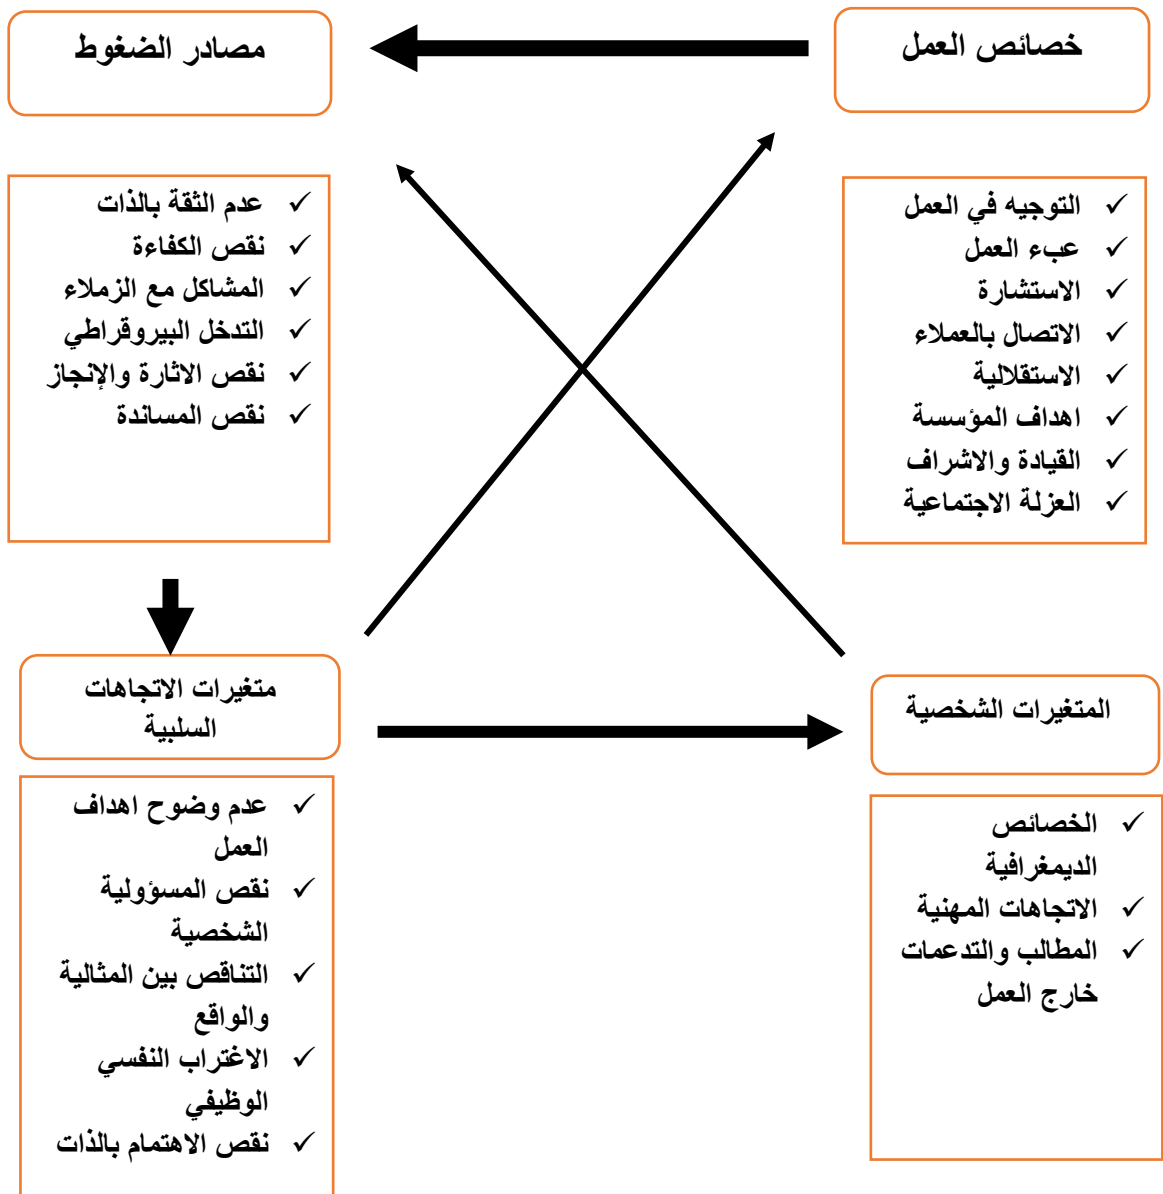 خصائص العمل
مصادر الضغوط
✓ التوجيه في العمل
✓ عبء العمل
✓ الاستشارة
✓ الاتصال بالعملاء
✓ الاستقلالية
✓ اهداف المؤسسة
✓ القيادة والاشراف
✓ العزلة الاجتماعية
✓ عدم الثقة بالذات
✓ نقص الكفاءة
✓ المشاكل مع الزملاء
✓ التدخل البيروقراطي
✓ نقص الاثارة والإنجاز
✓ نقص المساندة
المتغيرات الشخصية
متغيرات الاتجاهات
السلبية
✓ الخصائص
الديمغرافية
✓ الاتجاهات المهنية
✓ المطالب والتدعمات
خارج العمل
✓ عدم وضوح اهداف
العمل
✓ نقص المسؤولية
الشخصية
✓ التناقص بين المثالية
والواقع
✓ الاغتراب النفسي
الوظيفي
✓ نقص الاهتمام بالذات